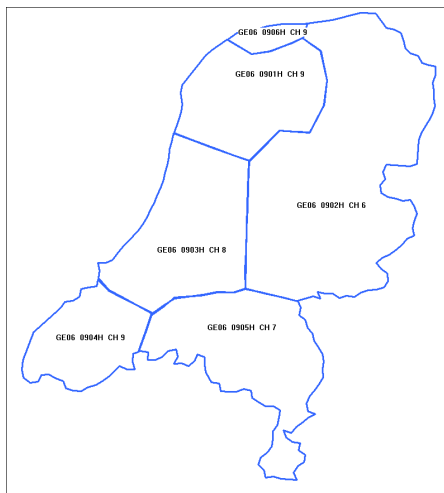 GE06 0906H CH 9
GE06 0901H CH 9
GE06 0902H CH 6
GE06 0903H CH 8
GE06 0905H CH 7
GE06 0904H CH 9